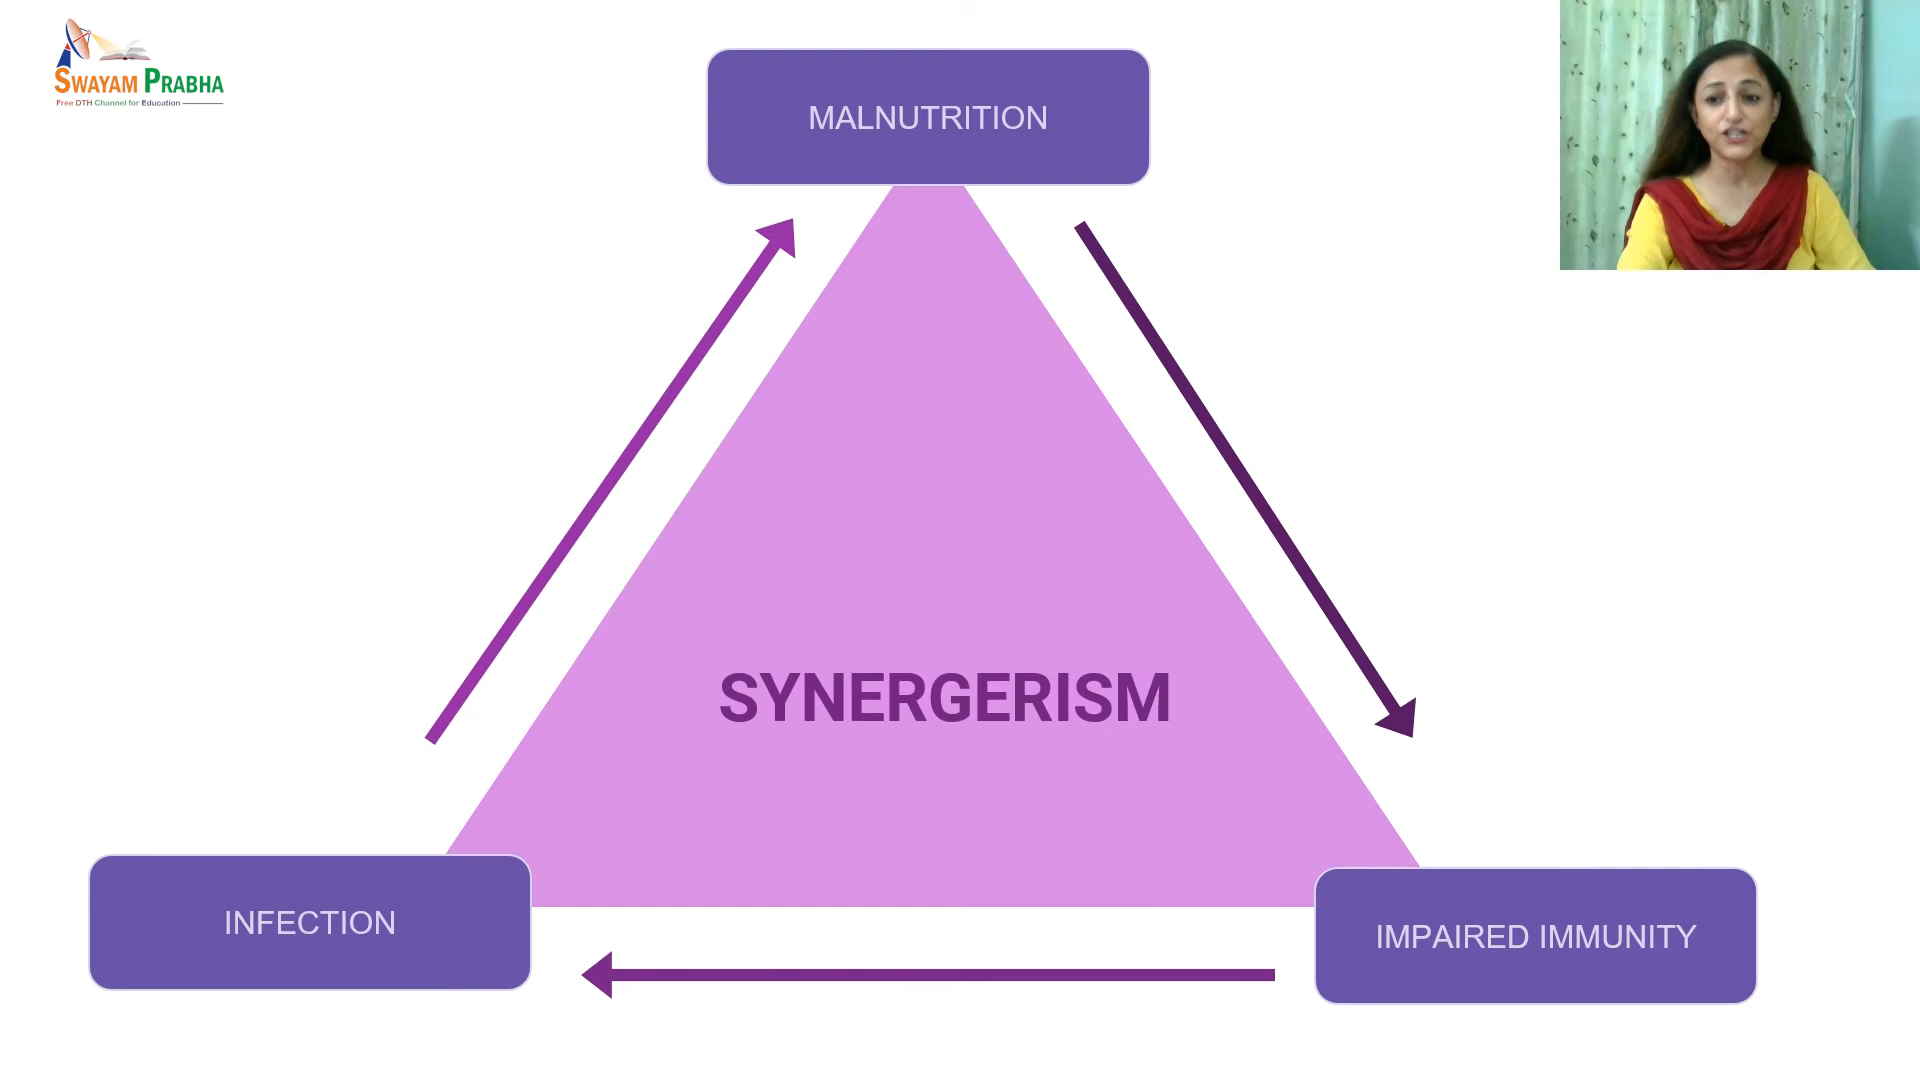 SWAYAM PRABHA
Free DTH Channel for Education
MALNUTRITION
SYNERGERISM
INFECTION
IMPAIRED IMMUNITY